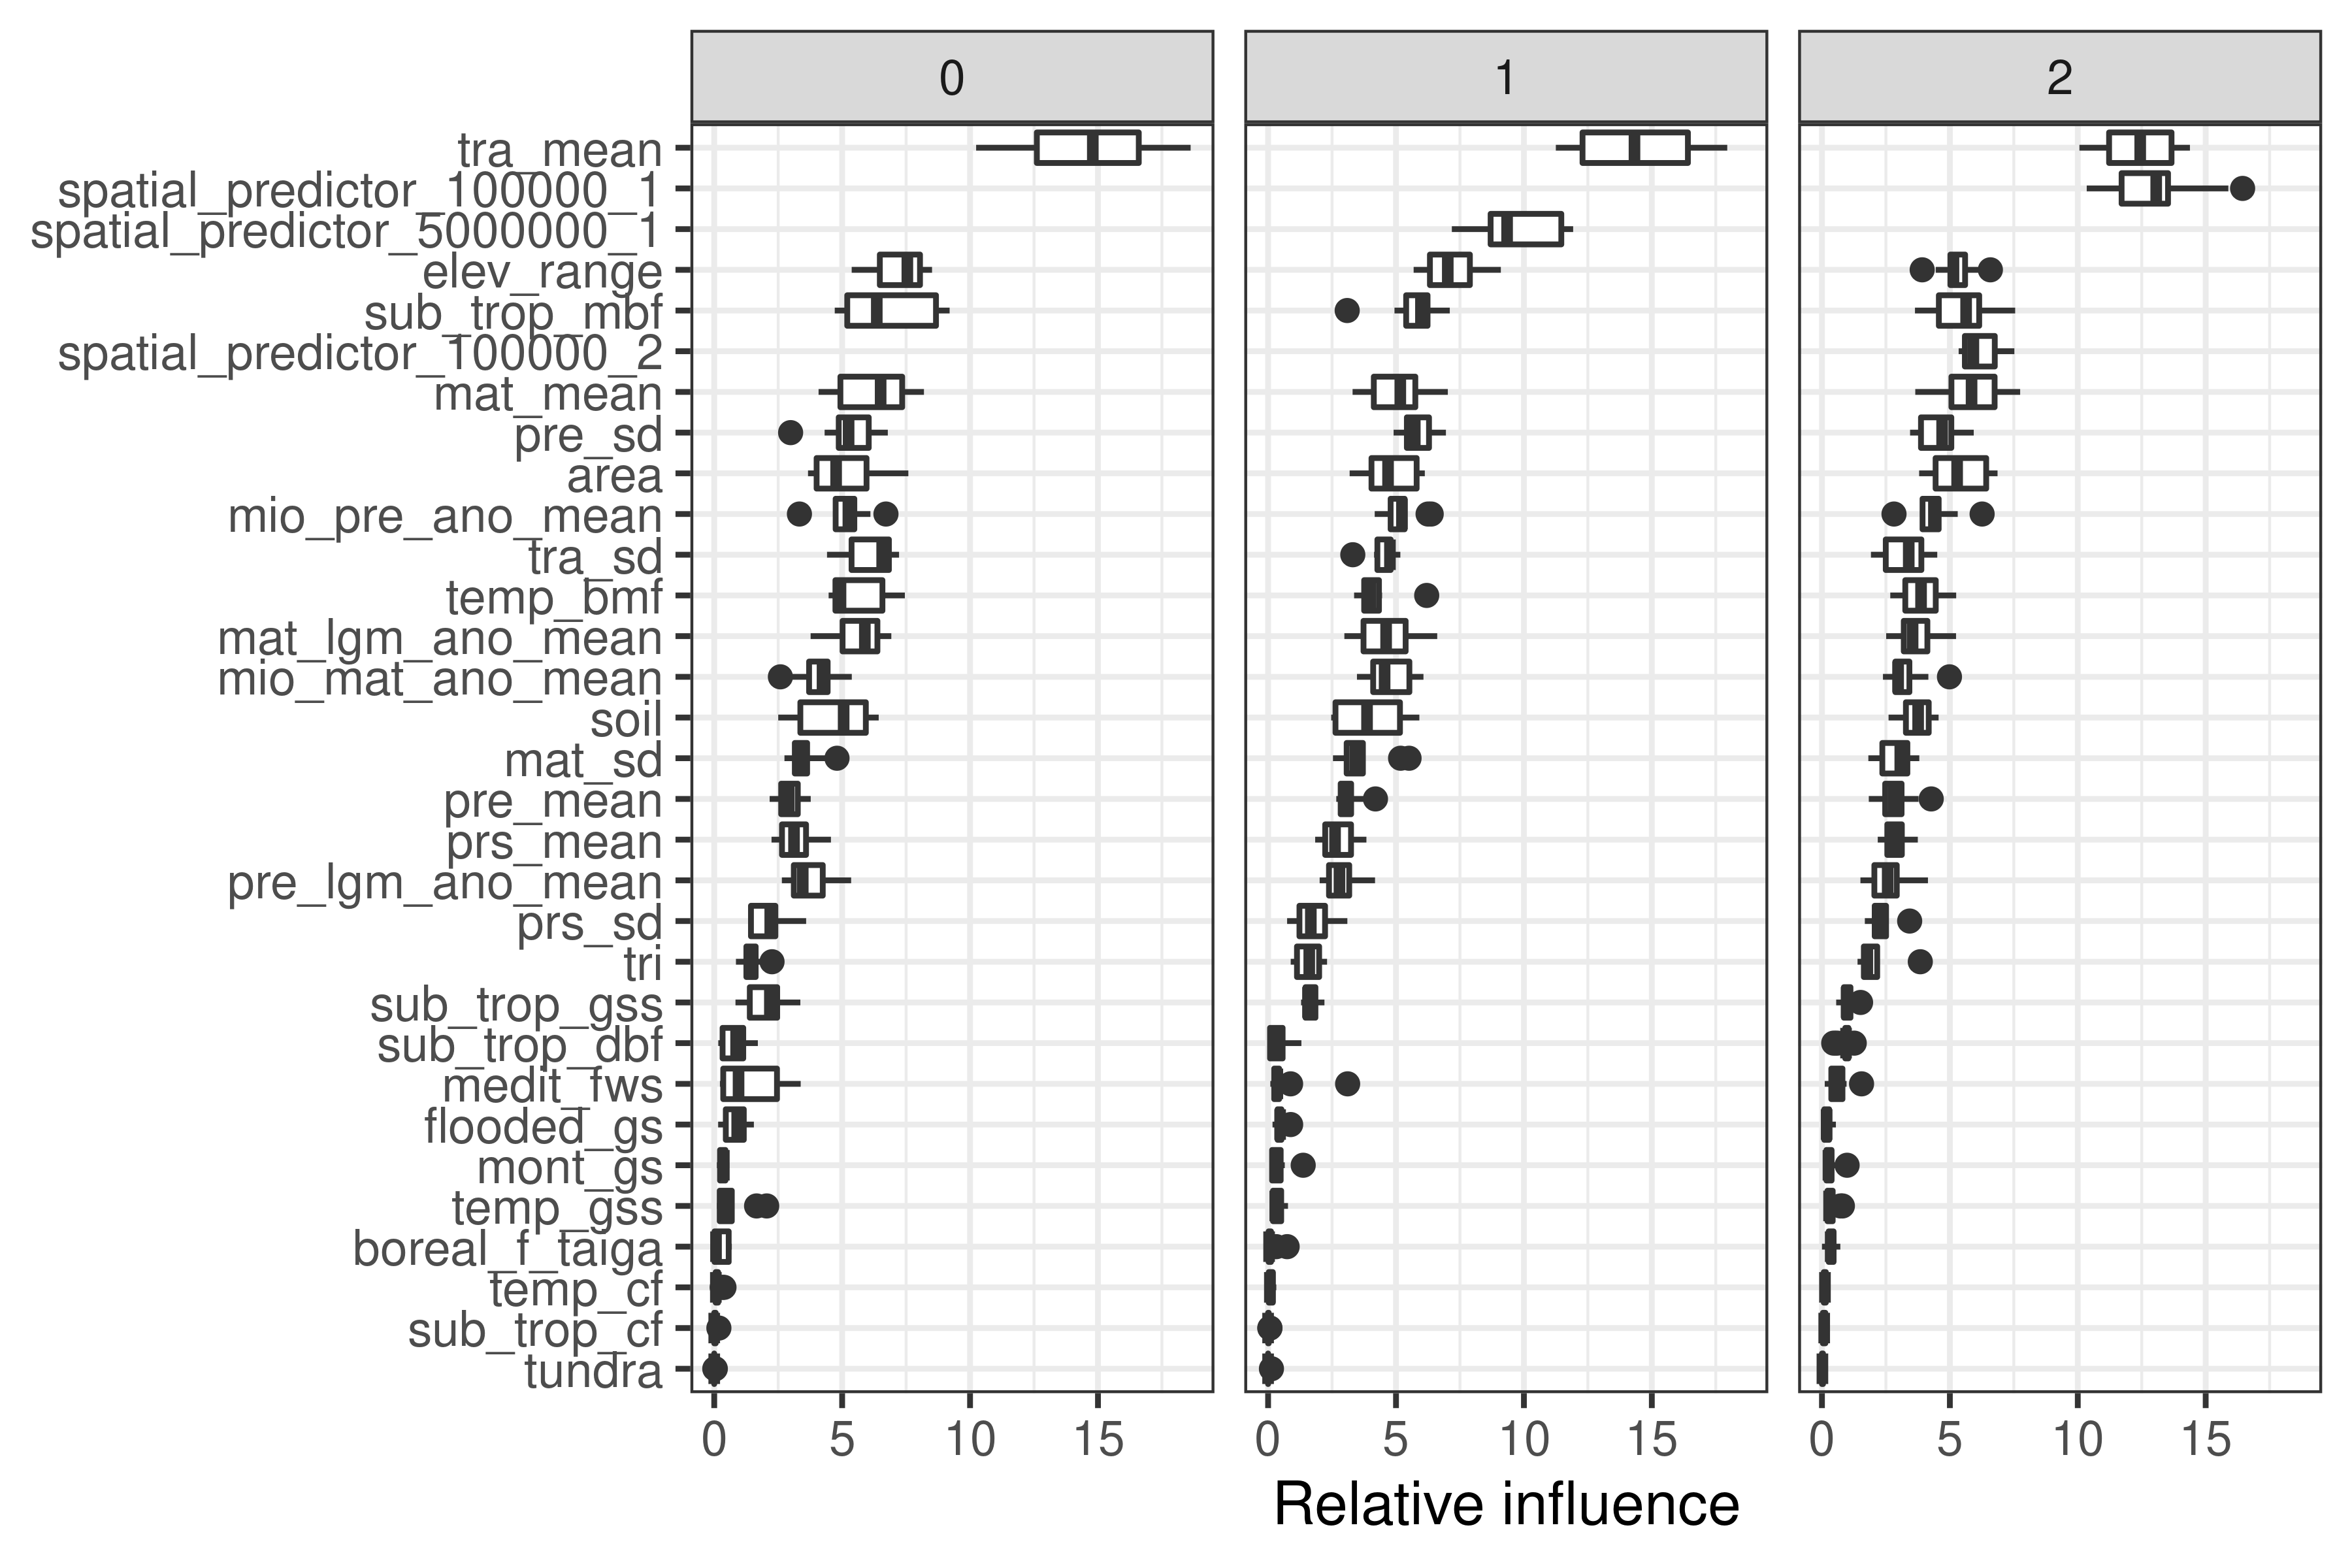 0 1 2
tra_mean
spatial_predictor_100000_1
spatial_predictor_5000000_1
elev_range
sub_trop_mbf
spatial_predictor_100000_2
mat_mean
pre_sd
area
mio_pre_ano_mean
tra_sd
temp_bmf
mat_lgm_ano_mean
mio_mat_ano_mean
soil
mat_sd
pre_mean
prs_mean
pre_lgm_ano_mean
prs_sd
tri
sub_trop_gss
sub_trop_dbf
medit_fws
flooded_gs
mont_gs
temp_gss
boreal_f_taiga
temp_cf
sub_trop_cf
tundra
0 5 10 15 0 5 10 15 0 5 10 15
Relative influence